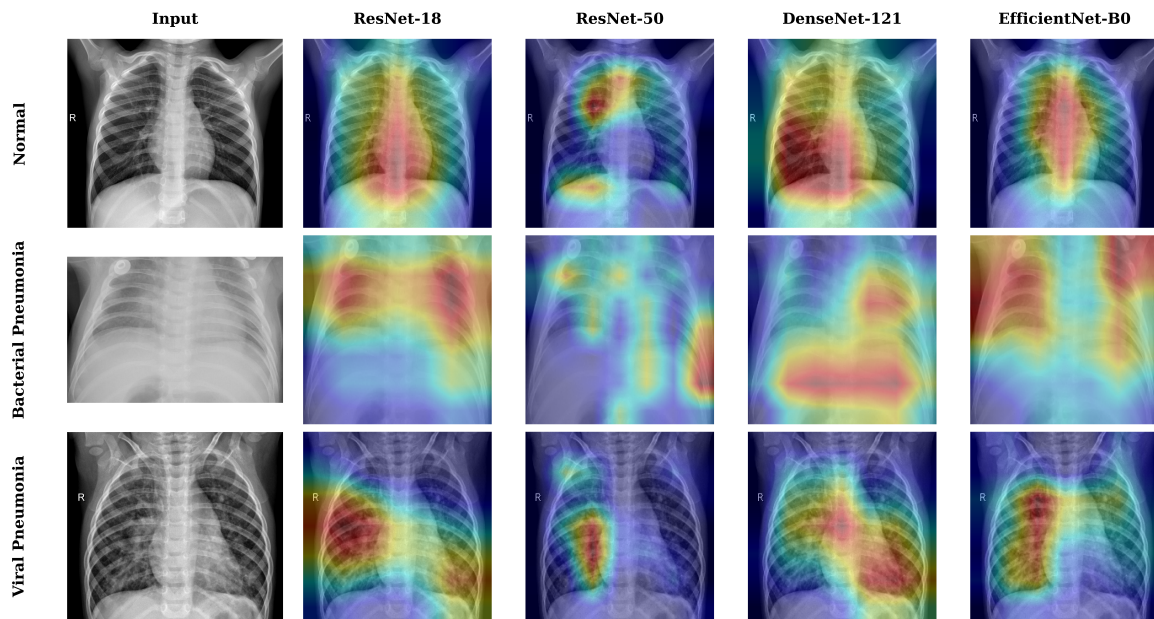 Input ResNet-18 ResNet-50 DenseNet-121 EfficientNet-B0
Normal
R R R R R
Bacterial Pneumonia
Viral Pneumonia
R R R R R